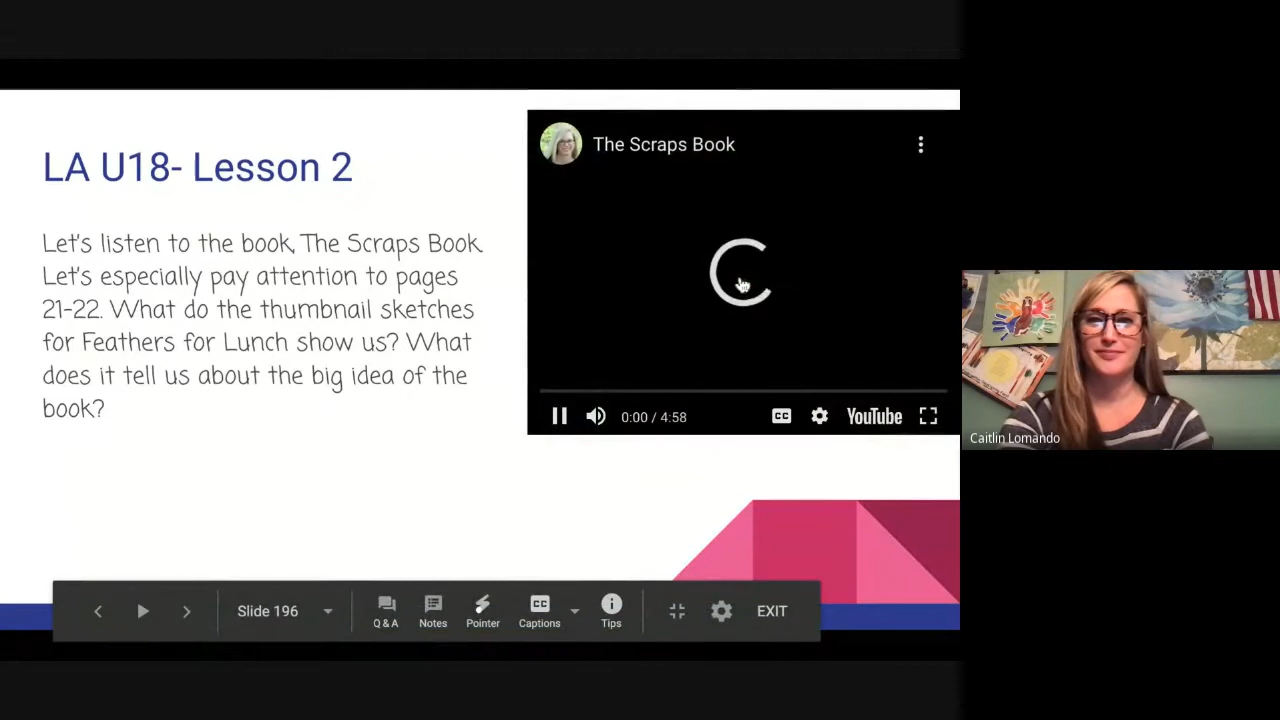 LA U18- Lesson 2
Let's listen to the book, The Scraps Book.
Let's especially pay attention to pages
21-22. What do the thumbnail sketches
for Feathers for Lunch show us? What
does it tell us about the big idea of the
book?
The Scraps Book
0:00 / 4:58
CC
YouTube
Caitlin Lomando
Slide 196
Q & A
Notes
Pointer
CC
Captions
Tips
EXIT